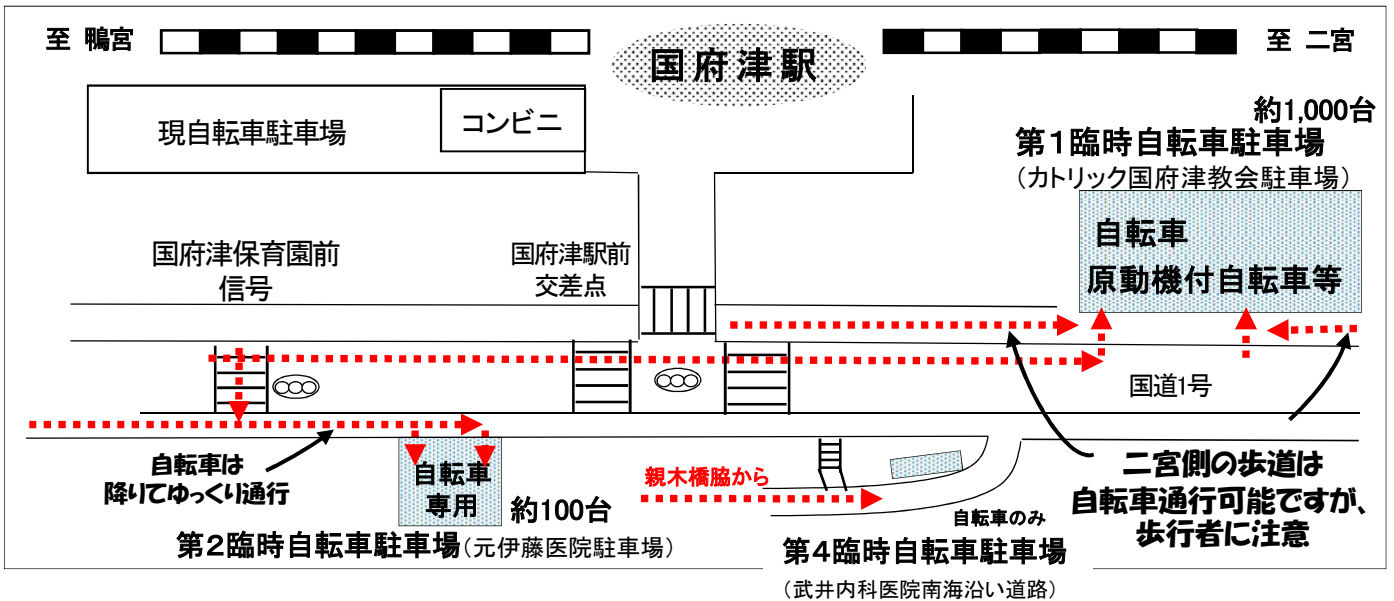 至 鴨宮
国府津駅
至 二宮
現自転車駐車場
コンビニ
約1,000台
第1臨時自転車駐車場
（カトリック国府津教会駐車場）
自転車
原動機付自転車等
国府津保育園前
信号
国府津駅前
交差点
国道1号
自転車は
降りてゆっくり通行
自転車
専用
約100台
第2臨時自転車駐車場（元伊藤医院駐車場）
親木橋脇から
自転車のみ
第4臨時自転車駐車場
（武井内科医院南海沿い道路）
二宮側の歩道は
自転車通行可能ですが、
歩行者に注意